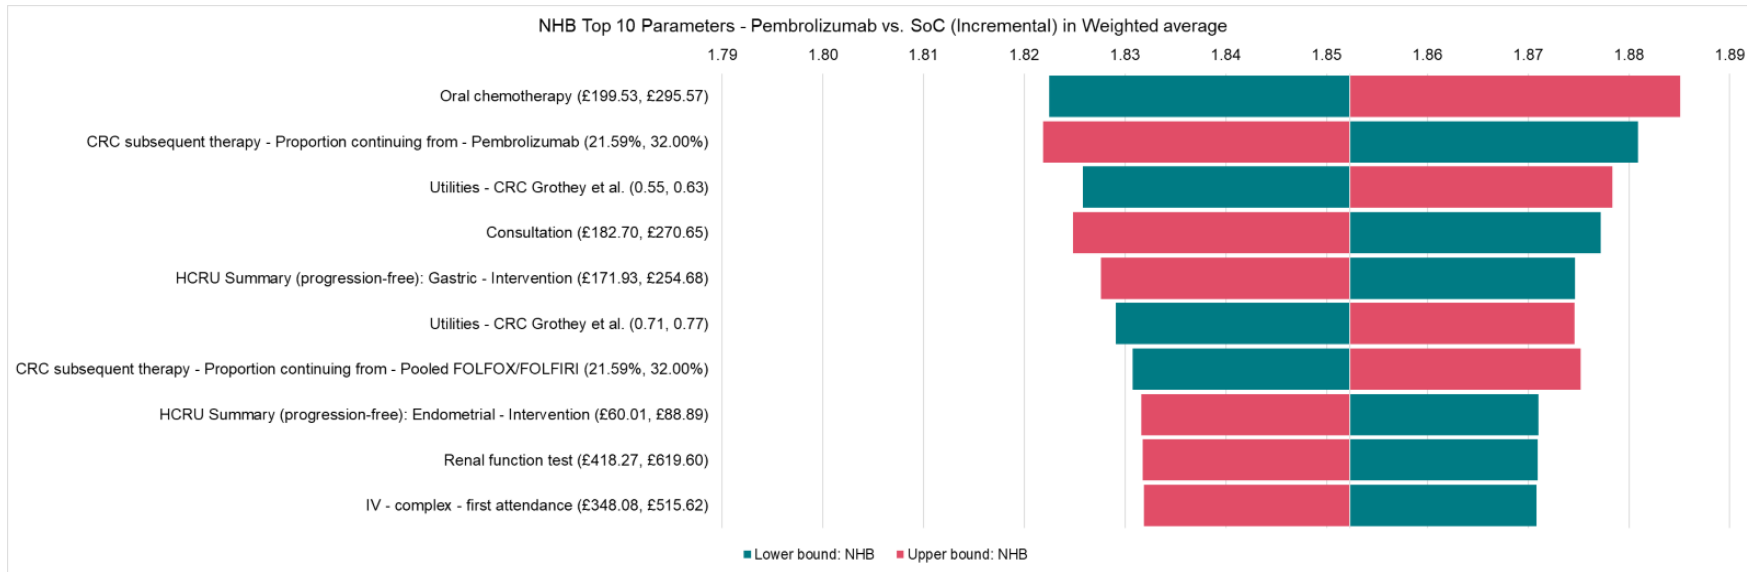 NHB Top 10 Parameters - Pembrolizumab vs. SoC (Incremental) in Weighted average
1.79 1.80 1.81 1.82 1.83 1.84 1.85 1.86 1.87 1.88 1.89
Oral chemotherapy (£199.53, £295.57)
CRC subsequent therapy - Proportion continuing from - Pembrolizumab (21.59%, 32.00%)
Utilities - CRC Grothey et al. (0.55, 0.63)
Consultation (£182.70, £270.65)
HCRU Summary (progression-free): Gastric - Intervention (£171.93, £254.68)
Utilities - CRC Grothey et al. (0.71, 0.77)
CRC subsequent therapy - Proportion continuing from - Pooled FOLFOX/FOLFIRI (21.59%, 32.00%)
HCRU Summary (progression-free): Endometrial - Intervention (£60.01, £88.89)
Renal function test (£418.27, £619.60)
IV - complex - first attendance (£348.08, £515.62)
Lower bound: NHB Upper bound: NHB